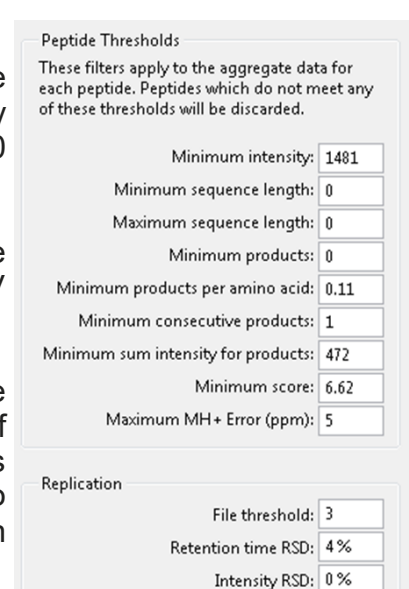 Peptide Thresholds
These filters apply to the aggregate data for
each peptide. Peptides which do not meet any
of these thresholds will be discarded.
Minimum intensity: 1481
Minimum sequence length: 0
Maximum sequence length: 0
Minimum products: 0
Minimum products per amino acid: 0.11
Minimum consecutive products: 1
Minimum sum intensity for products: 472
Minimum score: 6.62
Maximum MH+ Error (ppm): 5
Replication
File threshold: 3
Retention time RSD: 4%
Intensity RSD: 0%